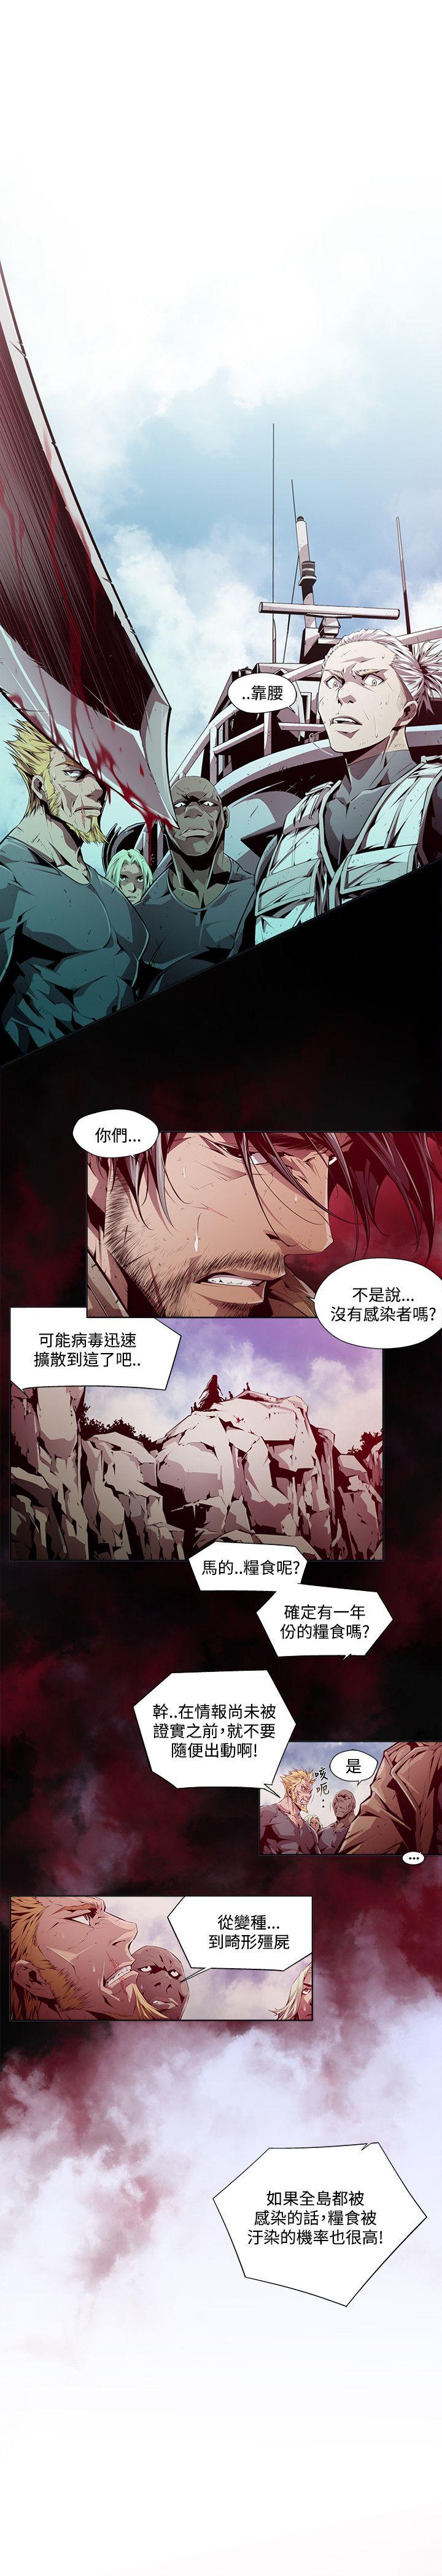 ..靠腰
你們...
不是說...
沒有感染者嗎?
可能病毒迅速
擴散到這了吧..
馬的..糧食呢?
確定有一年
份的糧食嗎?
幹..在情報尚未被
證實之前,就不要
隨便出動啊!
是
咳呃...
...
從變種...
到畸形殭屍
如果全島都被
感染的話,糧食被
汙染的機率也很高!